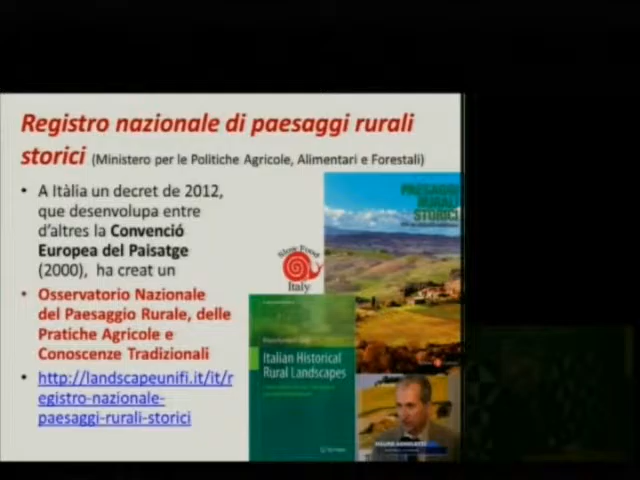 Registro nazionale di paesaggi rurali
storici (Ministero per le Politiche Agricole, Alimentari e Forestali)
• A Itàlia un decret de 2012,
que desenvolupa entre
d'altres la Convenció
Europea del Paisatge
(2000), ha creat un
• Osservatorio Nazionale
del Paesaggio Rurale, delle
Pratiche Agricole e
Conoscenze Tradizionali
• http://landscapeunifi.it/it/r
egistro-nazionale-
paesaggi-rurali-storici
PAESAGGI
RURALI
STORICI
Slow Food
Italy
Italian Historical
Rural Landscapes
Springer